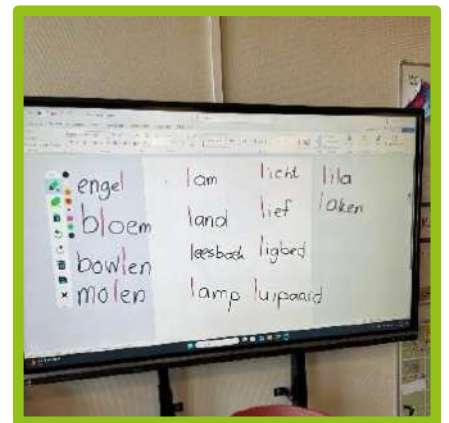 engel
bloem
bowlen
molen
lam
land
leesboek
lamp
licht
lief
ligbed
luipaard
lila
laken